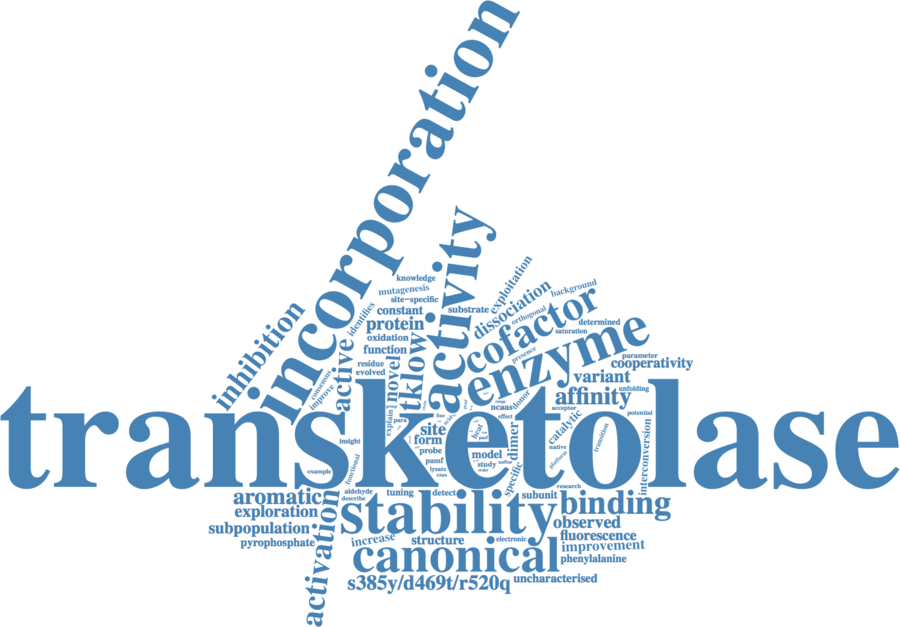 incorporation
activity
exploitation
knowledge
mutagenesis
background
site-specific
dissociation
substrate
orthogonal
constant
identifies
inhibition
protein
cofactor
saturation
determined
oxidation
tklow
function
enzyme
presence
parameter
residue
cooperativity
active
novel
evolved
consensus
improve
variant
unfolding
donor
affinity
ncaas
acceptor
transketolase
explain
para
effect
potential
site
form
dimer
catalytic
transition
insight
probe
model
native
platform
interconversion
pamf
study
lysate
example
functional
specific
research
aromatic
aldehyde
describe
tuning
detect
subunit
binding
exploration
stability
observed
subpopulation
activation
fluorescence
pyrophosphate
increase
structure
electronic
improvement
canonical
phenylalanine
s385y/d469t/r520q
uncharacterised